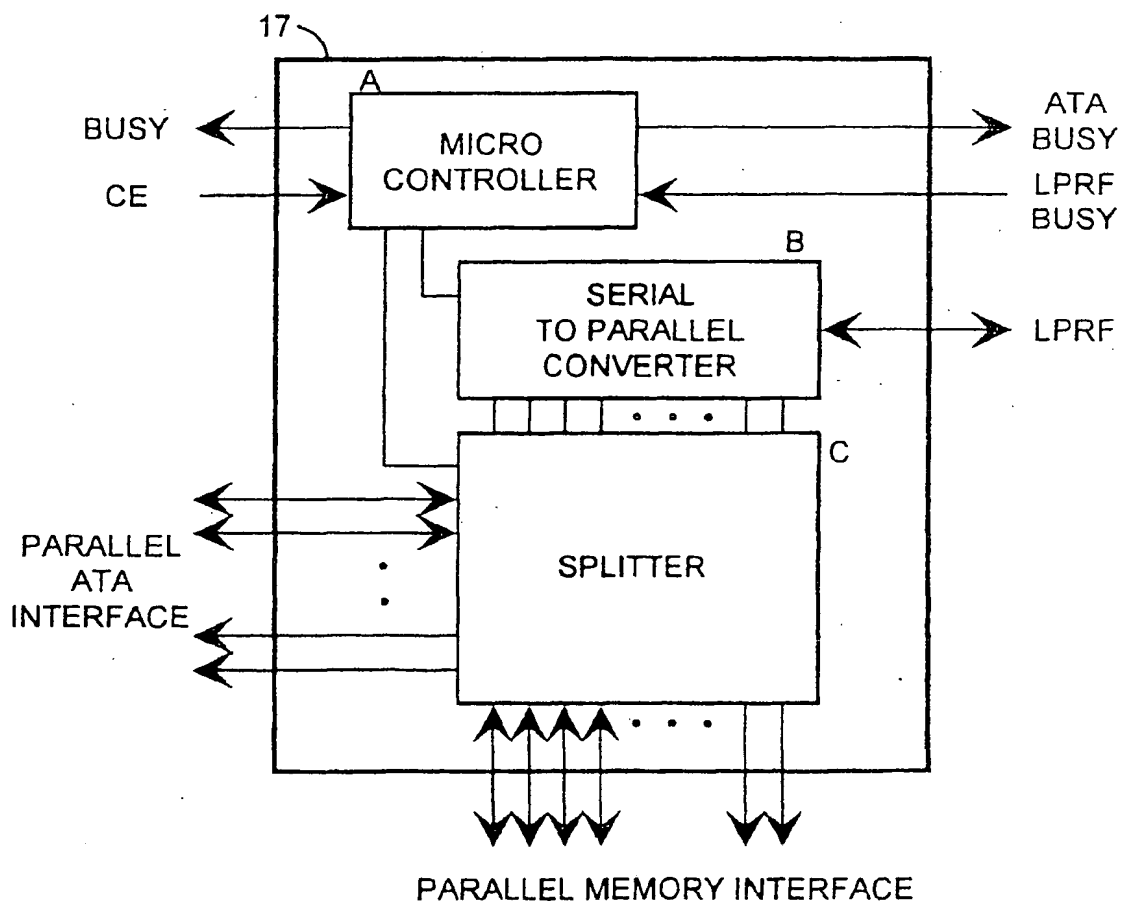 17
A
BUSY
MICRO
CONTROLLER
ATA
BUSY
CE
LPRF
BUSY
B
SERIAL
TO PARALLEL
CONVERTER
LPRF
C
SPLITTER
PARALLEL
ATA
INTERFACE
PARALLEL MEMORY INTERFACE